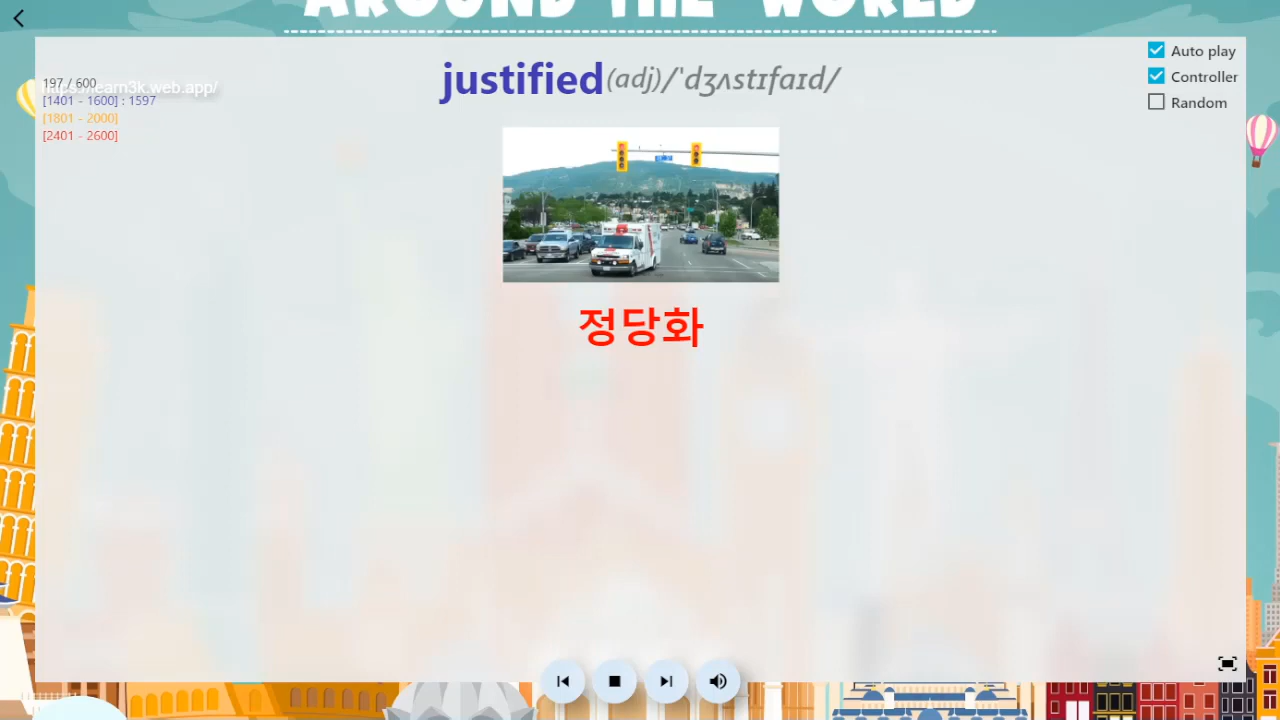 AROUND THE WORLD
197 / 600
https://learn3k.web.app/
[1401 - 1600] : 1597
[1801 - 2000]
[2401 - 2600]
justified(adj)/ˈdʒʌstɪfaɪd/
Auto play
Controller
Random
정당화